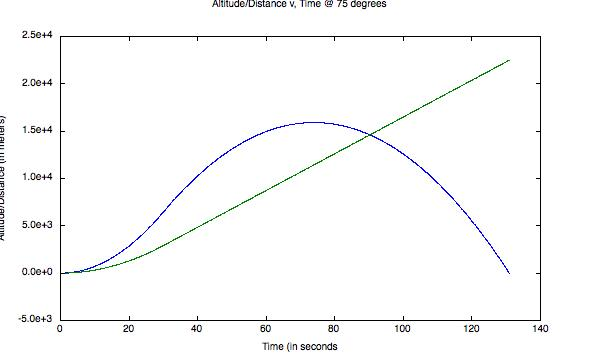 Altitude/Distance v, Time @ 75 degrees
2.5e+4
2.0e+4
1.5e+4
1.0e+4
5.0e+3
0.0e+0
-5.0e+3
Altitude/Distance (in meters)
0 20 40 60 80 100 120 140
Time (in seconds